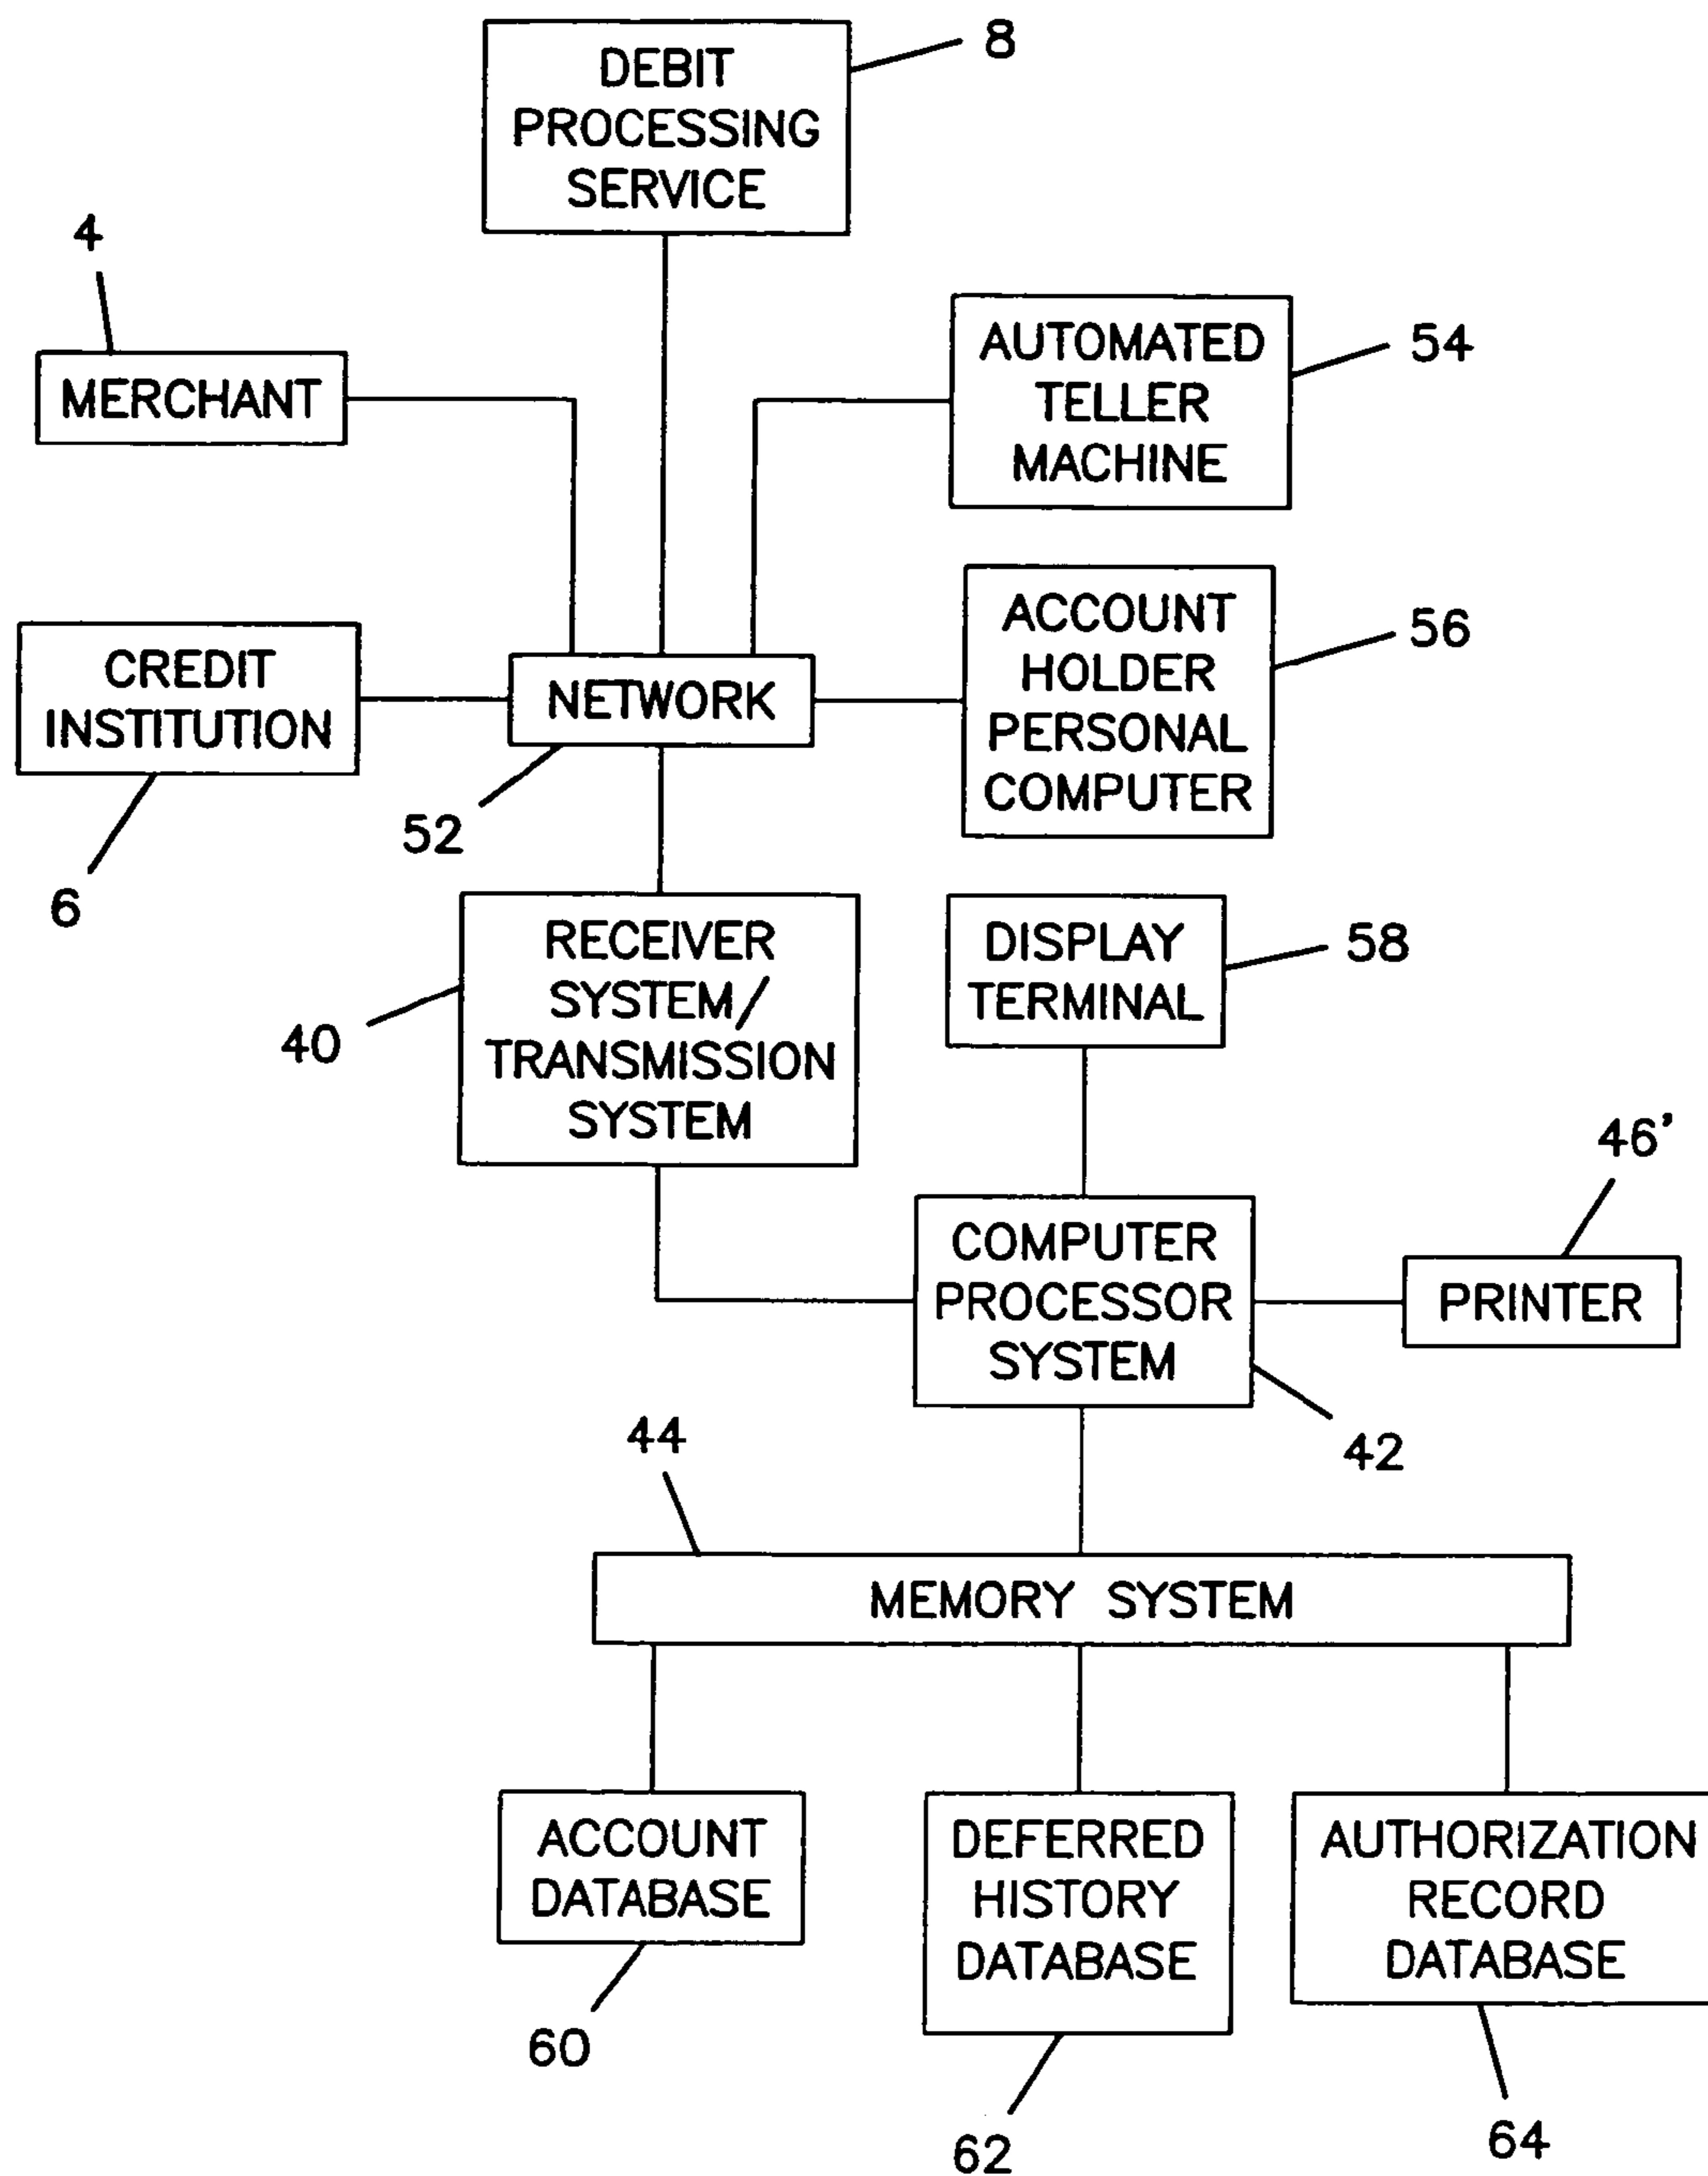 DEBIT
PROCESSING
SERVICE
8
4
MERCHANT
AUTOMATED
TELLER
MACHINE
54
CREDIT
INSTITUTION
6
NETWORK
52
ACCOUNT
HOLDER
PERSONAL
COMPUTER
56
RECEIVER
SYSTEM/
TRANSMISSION
SYSTEM
40
DISPLAY
TERMINAL
58
COMPUTER
PROCESSOR
SYSTEM
42
46'
PRINTER
44
MEMORY SYSTEM
ACCOUNT
DATABASE
60
DEFERRED
HISTORY
DATABASE
62
AUTHORIZATION
RECORD
DATABASE
64